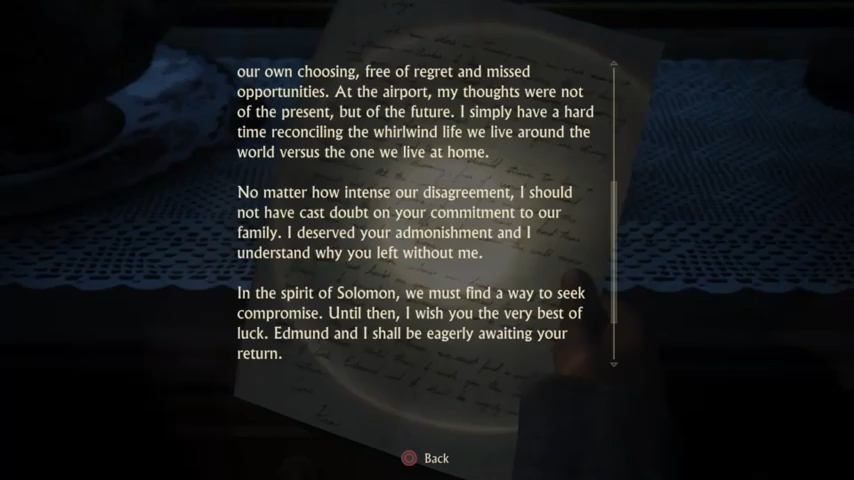 our own choosing, free of regret and missed
opportunities. At the airport, my thoughts were not
of the present, but of the future. I simply have a hard
time reconciling the whirlwind life we live around the
world versus the one we live at home.
No matter how intense our disagreement, I should
not have cast doubt on your commitment to our
family. I deserved your admonishment and I
understand why you left without me.
In the spirit of Solomon, we must find a way to seek
compromise. Until then, I wish you the very best of
luck. Edmund and I shall be eagerly awaiting your
return.
Back